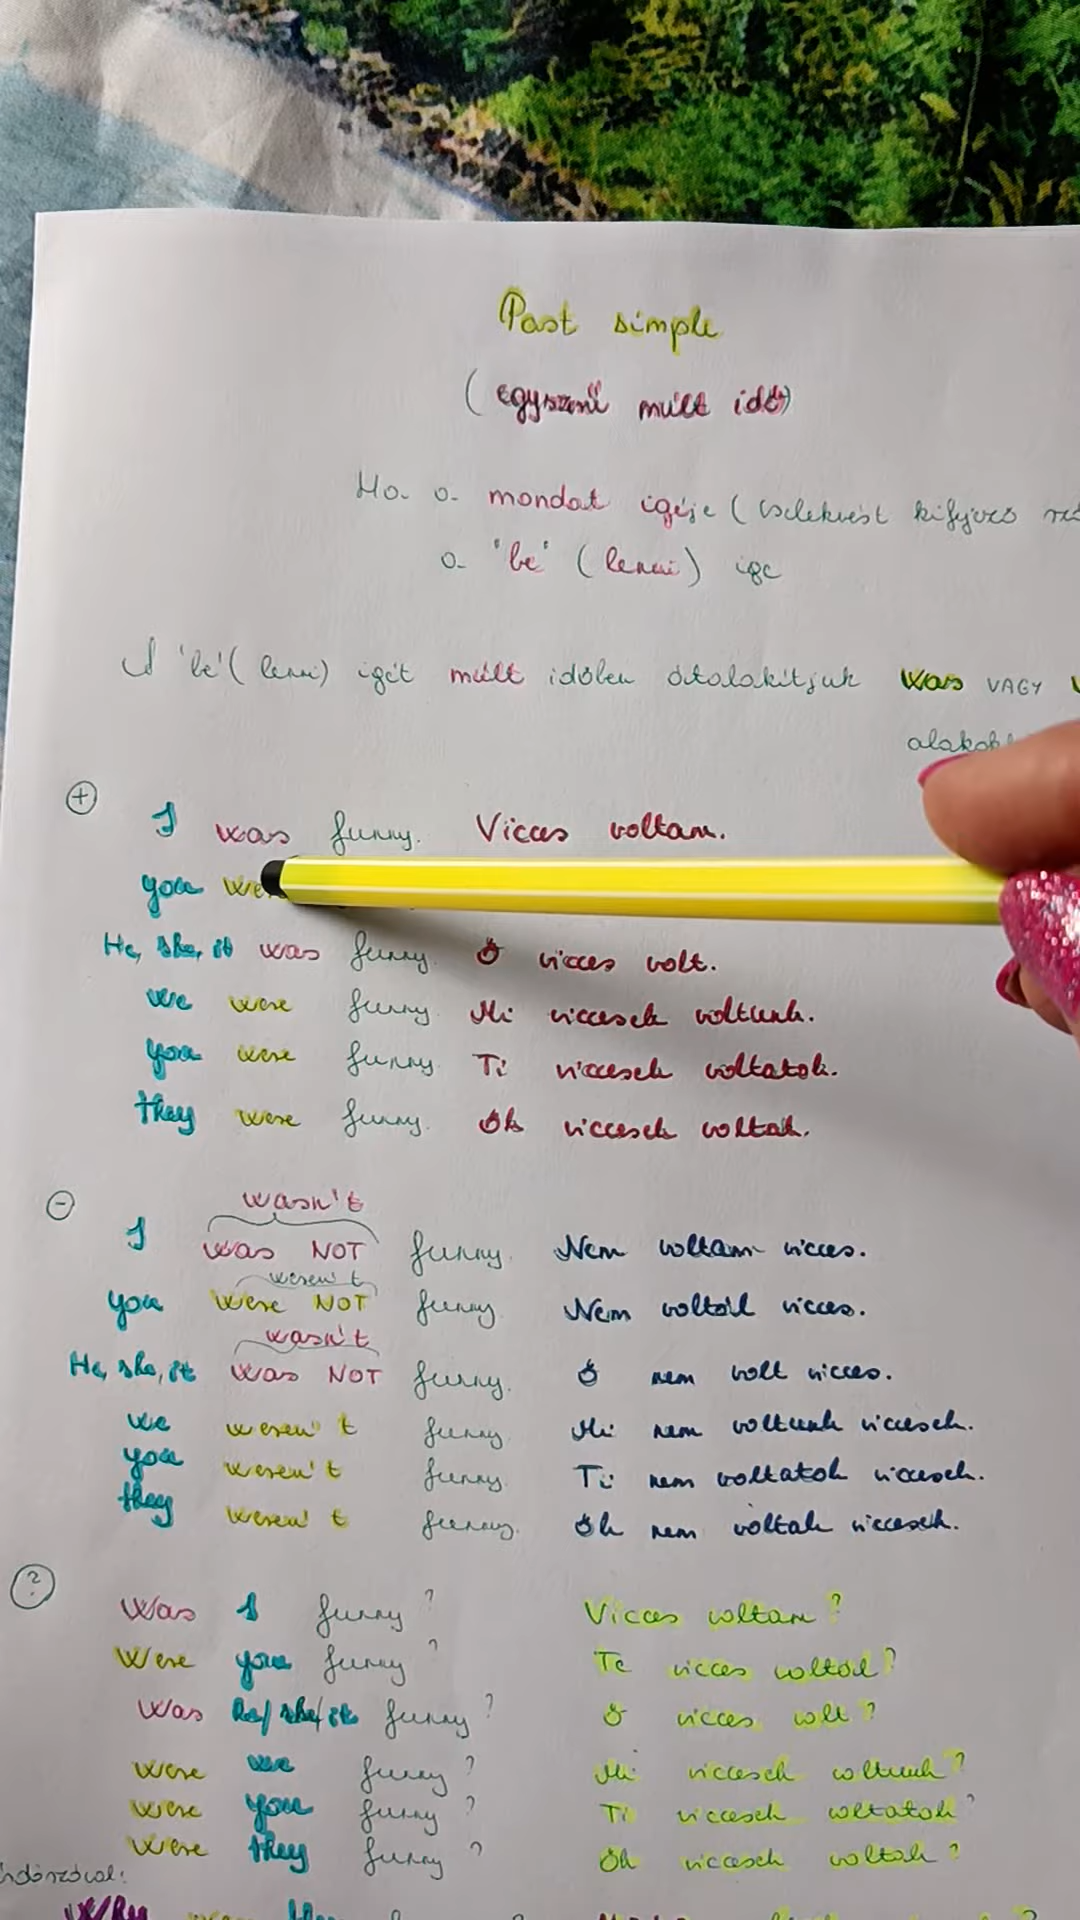 Past simple
(egyszerű múlt idő)
Ha a mondat igéje (cselekvést kifejező
a 'be' (lenni) ige
A 'be' (lenni) igét múlt időben átalakítjuk was VAGY
+
I was funny. Vicces voltam.
you
He, she, it was funny. Ő vicces volt.
we were funny. Mi viccesek voltunk.
you were funny. Ti viccesek voltatok.
they were funny. Ők viccesek voltak.
- wasn't
I was NOT funny. Nem voltam vicces.
weren't
you were NOT funny. Nem voltál vicces.
wasn't
He, she, it was NOT funny. Ő nem volt vicces.
we weren't funny. Mi nem voltunk viccesek.
you weren't funny. Ti nem voltatok viccesek.
they weren't funny. Ők nem voltak viccesek.
?
Was I funny? Vicces voltam?
Were you funny? Te vicces voltál?
Was he/she/it funny? Ő vicces volt?
were we funny? Mi viccesek voltunk?
were you funny? Ti viccesek voltatok?
were they funny? Ők viccesek voltak?